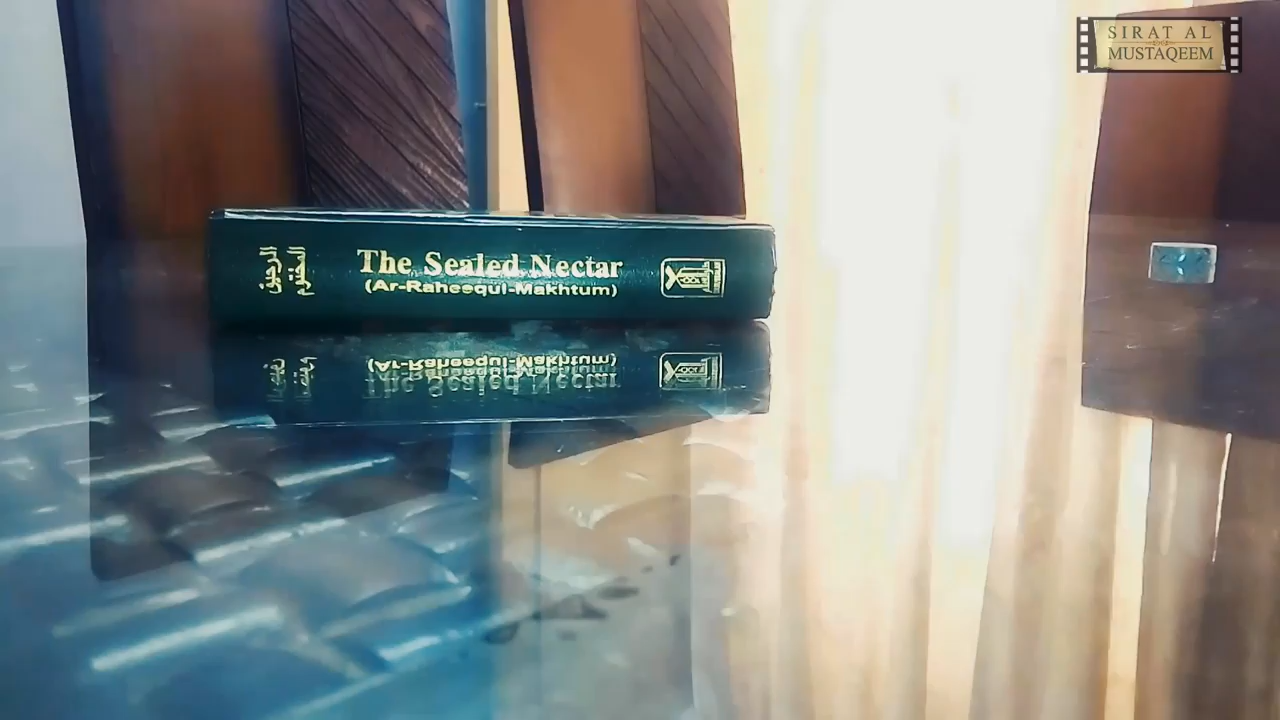 SIRAT AL
MUSTAQEEM
الرحيق
المختوم
The Sealed Nectar
(Ar-Raheequl-Makhtum)